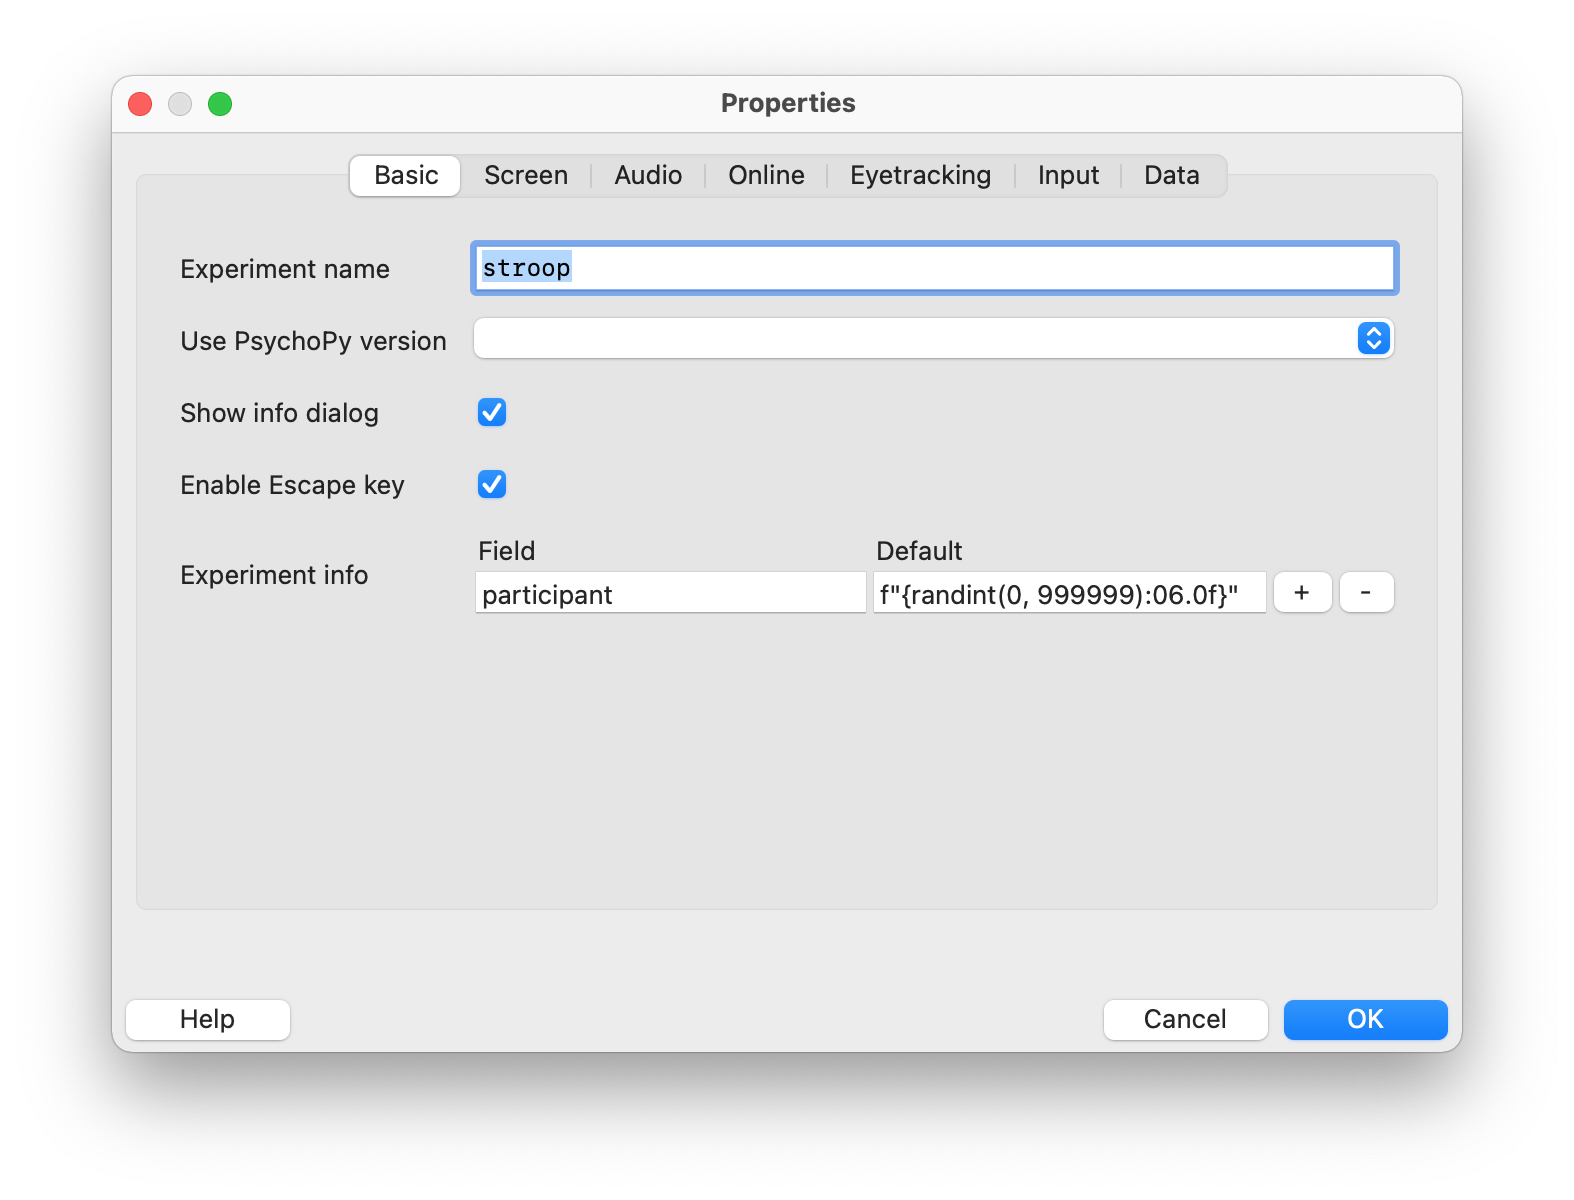 Properties
Basic Screen Audio Online Eyetracking Input Data
Experiment name stroop
Use PsychoPy version
Show info dialog
Enable Escape key
Field Default
Experiment info participant f"{randint(0, 999999):06.0f}" + -
Help Cancel OK